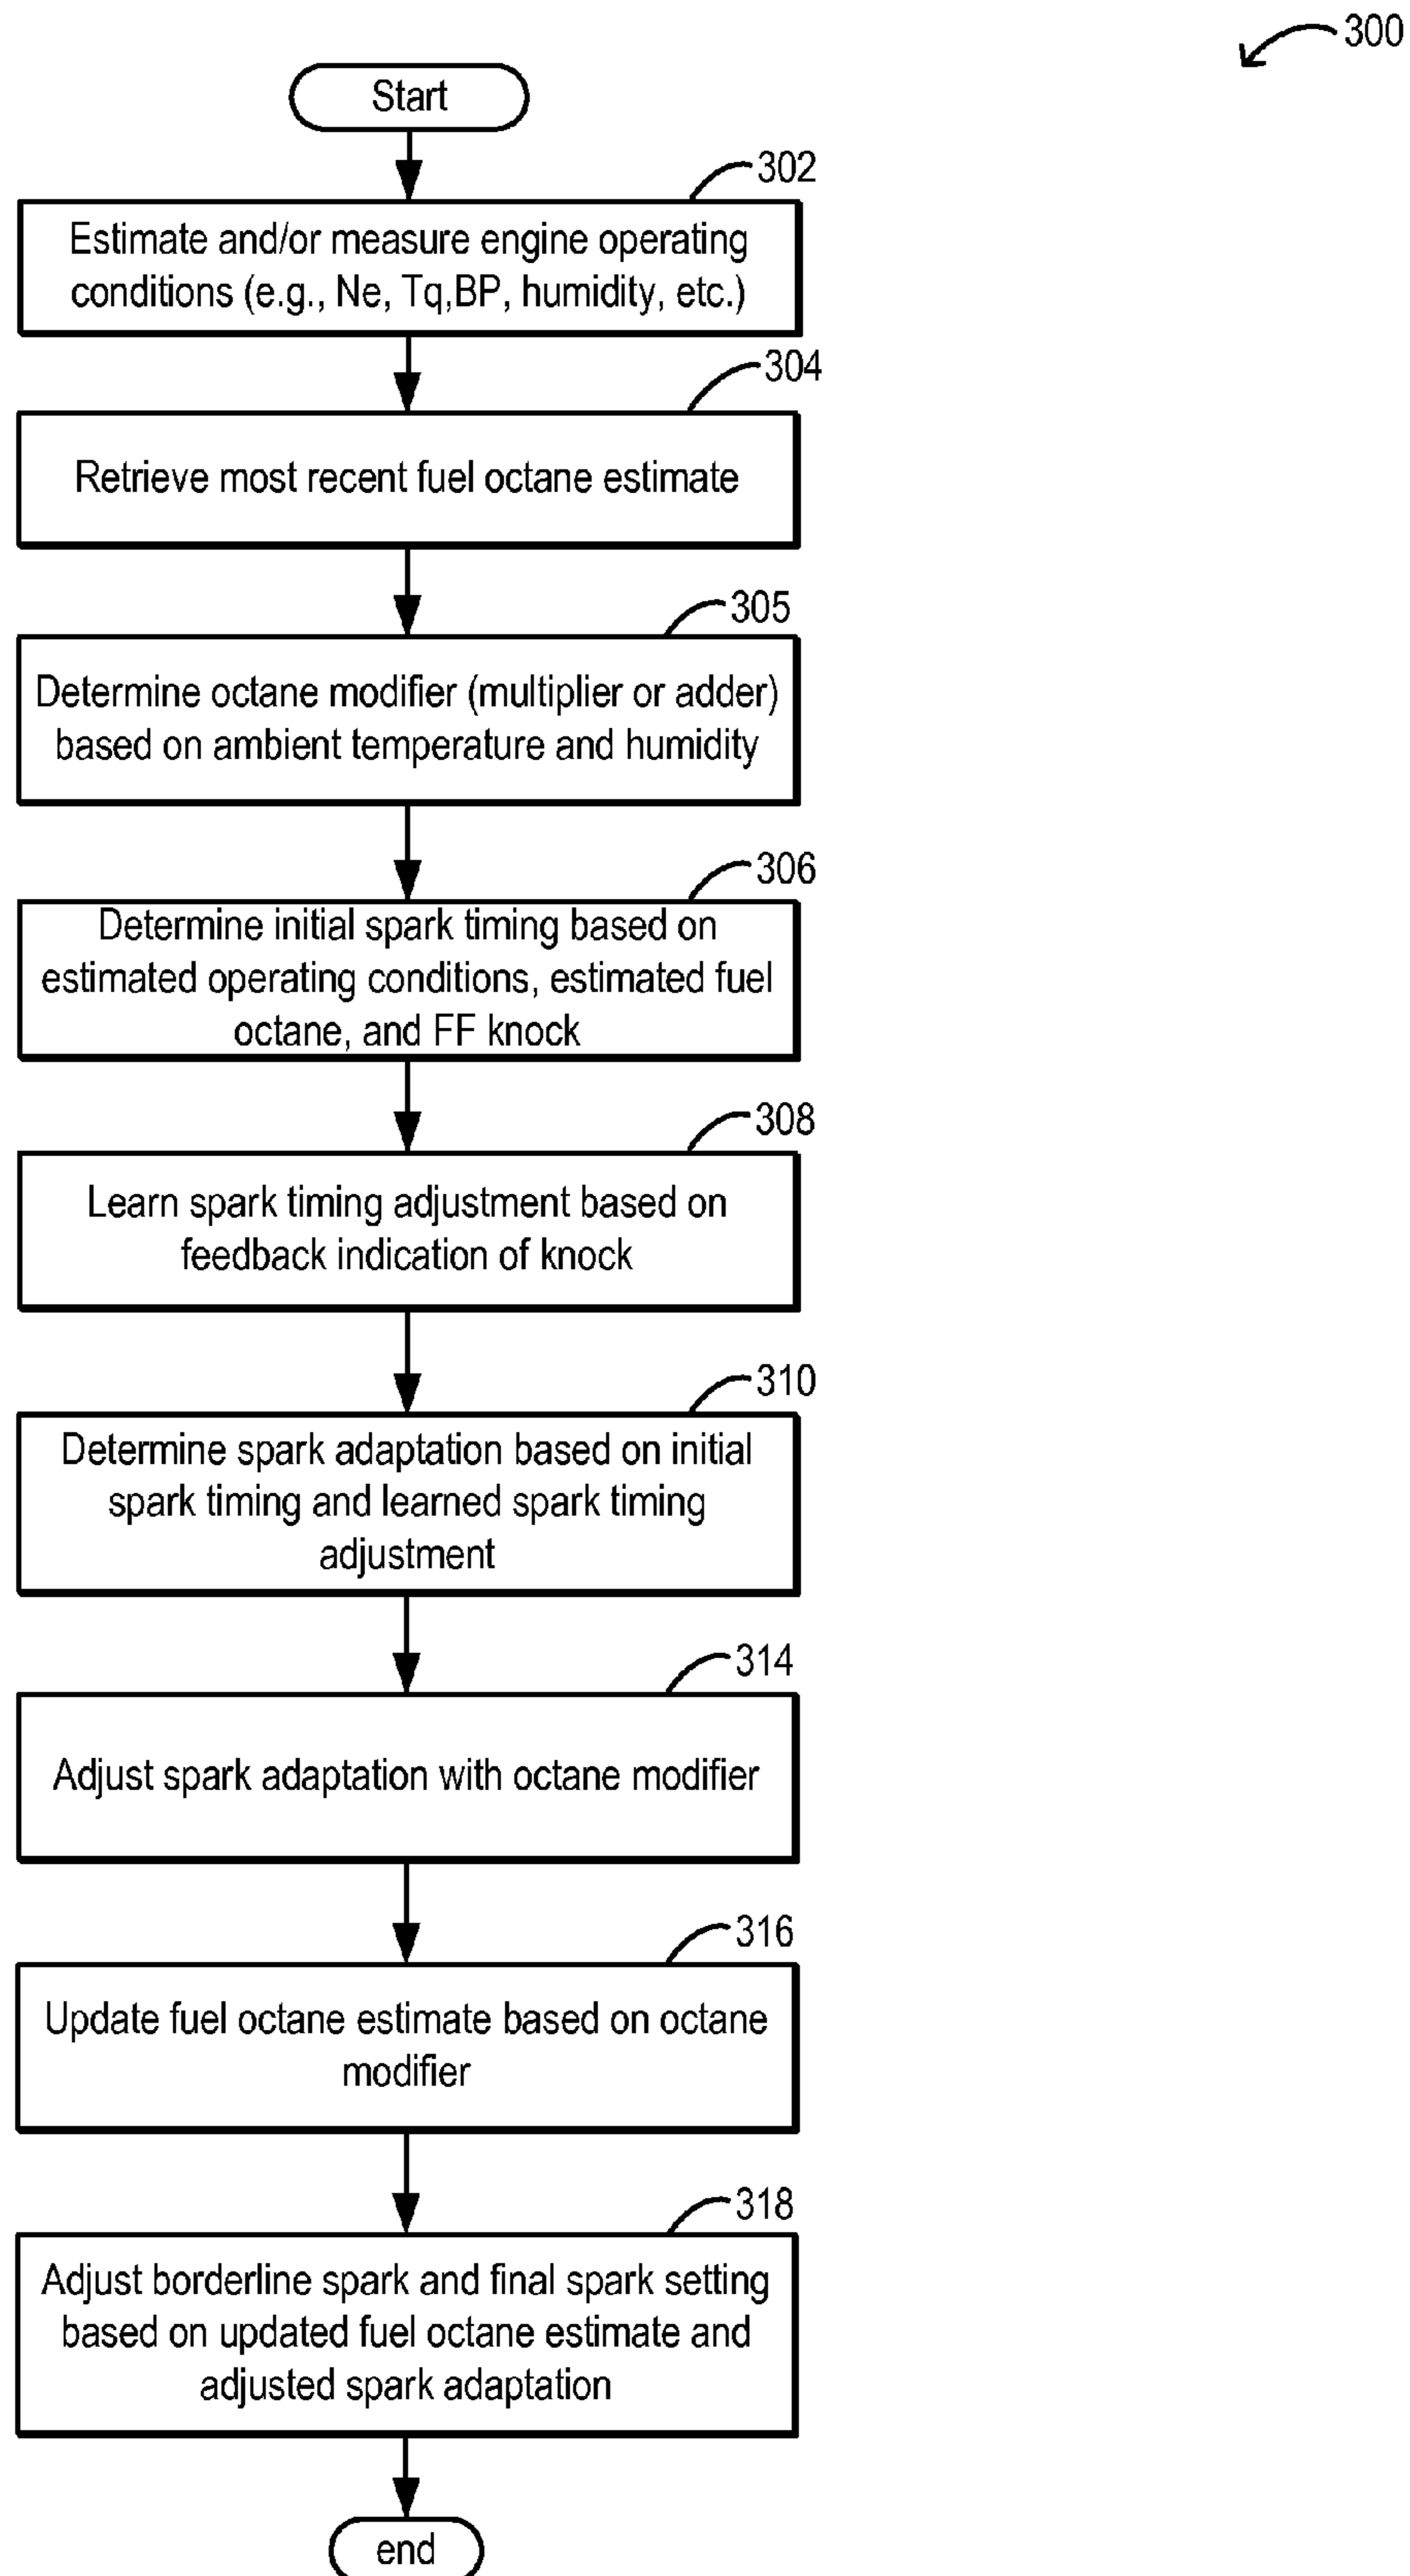 300
Start
302
Estimate and/or measure engine operating
conditions (e.g., Ne, Tq,BP, humidity, etc.)
304
Retrieve most recent fuel octane estimate
305
Determine octane modifier (multiplier or adder)
based on ambient temperature and humidity
306
Determine initial spark timing based on
estimated operating conditions, estimated fuel
octane, and FF knock
308
Learn spark timing adjustment based on
feedback indication of knock
310
Determine spark adaptation based on initial
spark timing and learned spark timing
adjustment
314
Adjust spark adaptation with octane modifier
316
Update fuel octane estimate based on octane
modifier
318
Adjust borderline spark and final spark setting
based on updated fuel octane estimate and
adjusted spark adaptation
end